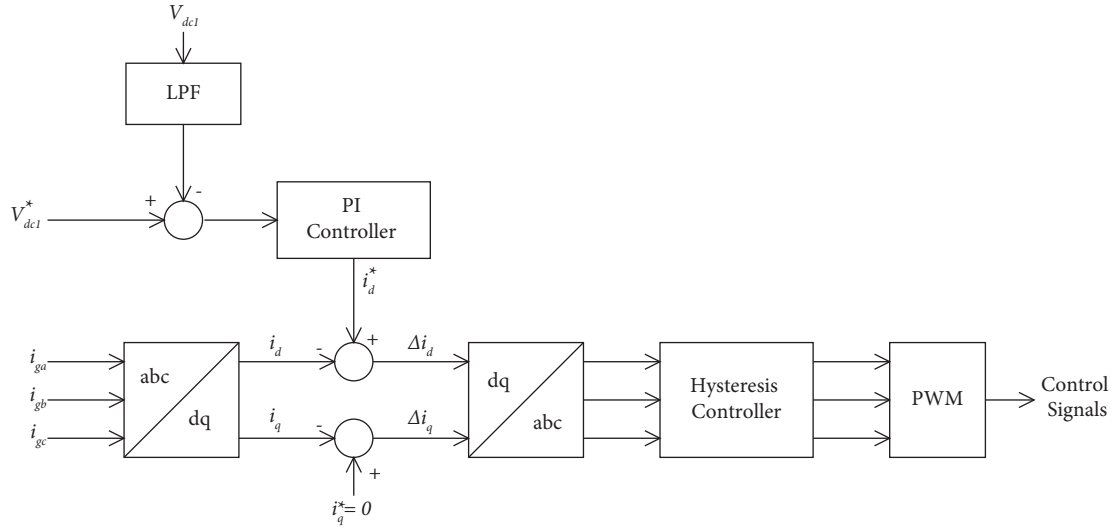 V_dc1
LPF
+
-
V*_dc1
PI
Controller
i*_d
i_ga
i_gb
i_gc
abc
dq
i_d
-
+
Δi_d
i_q
-
+
Δi_q
i*_q = 0
dq
abc
Hysteresis
Controller
PWM
Control
Signals